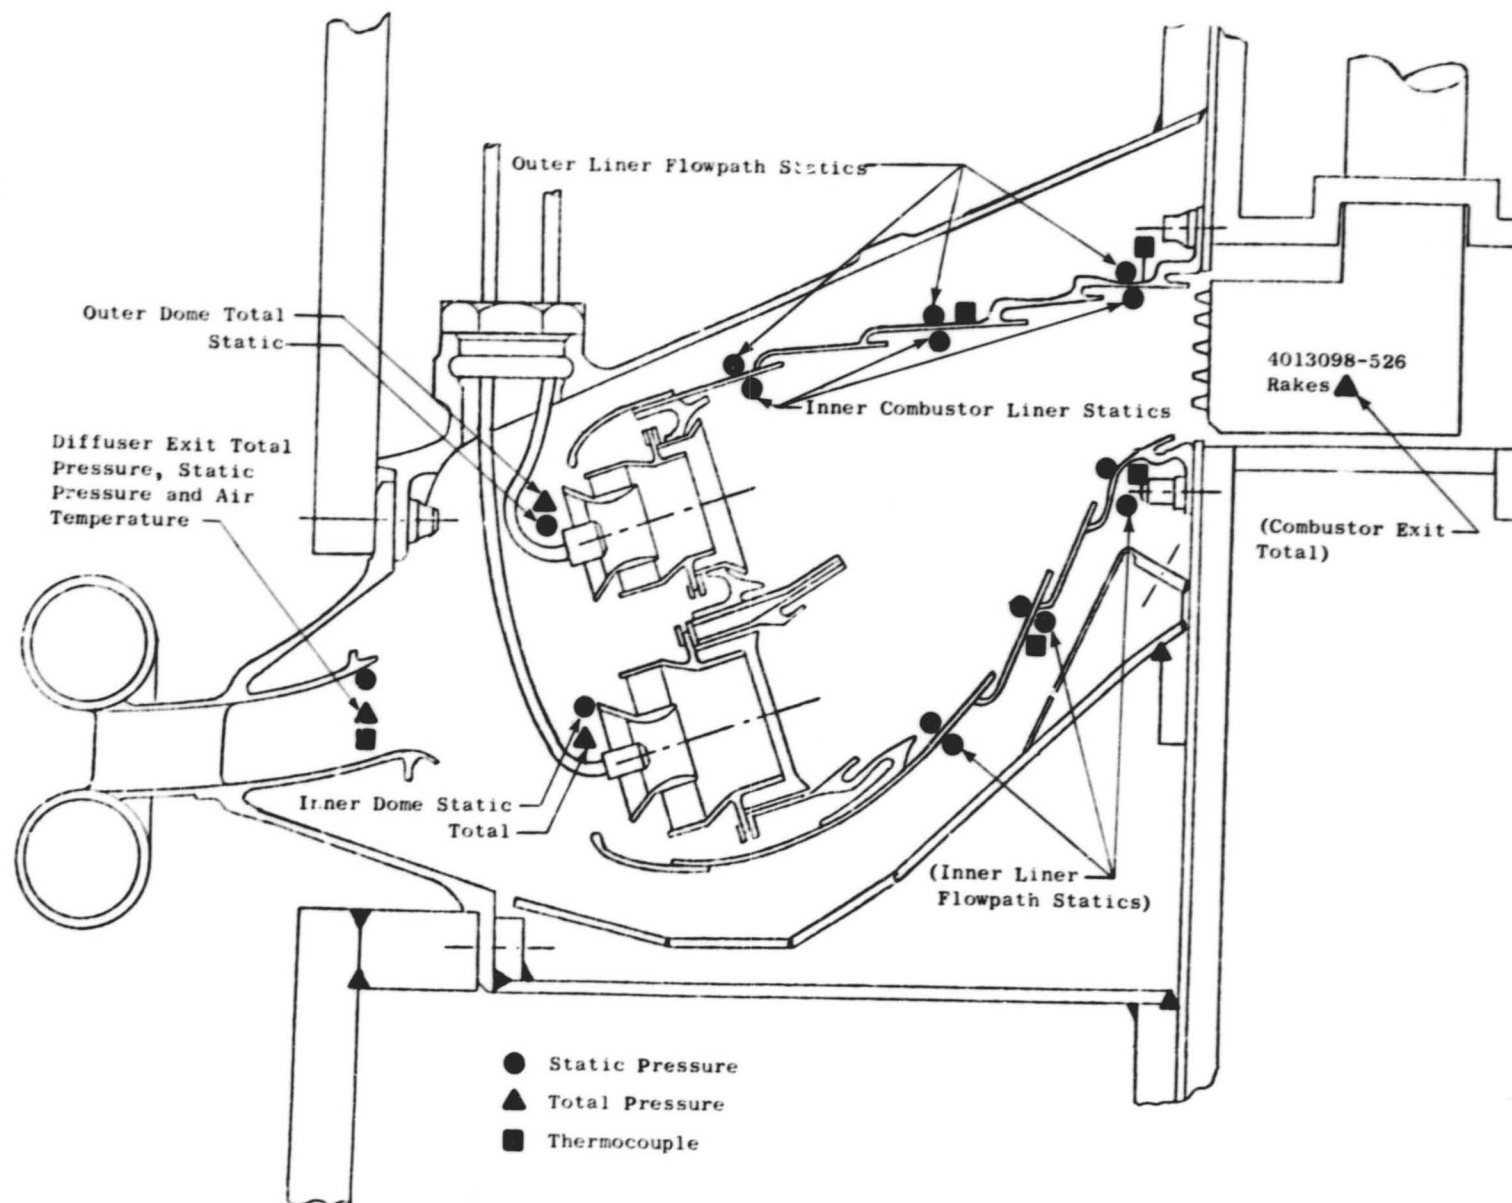 Outer Liner Flowpath Statics
Outer Dome Total
Static
4013098-526
Rakes
Inner Combustor Liner Statics
Diffuser Exit Total
Pressure, Static
Pressure and Air
Temperature
(Combustor Exit
Total)
Inner Dome Static
Total
(Inner Liner
Flowpath Statics)
Static Pressure
Total Pressure
Thermocouple